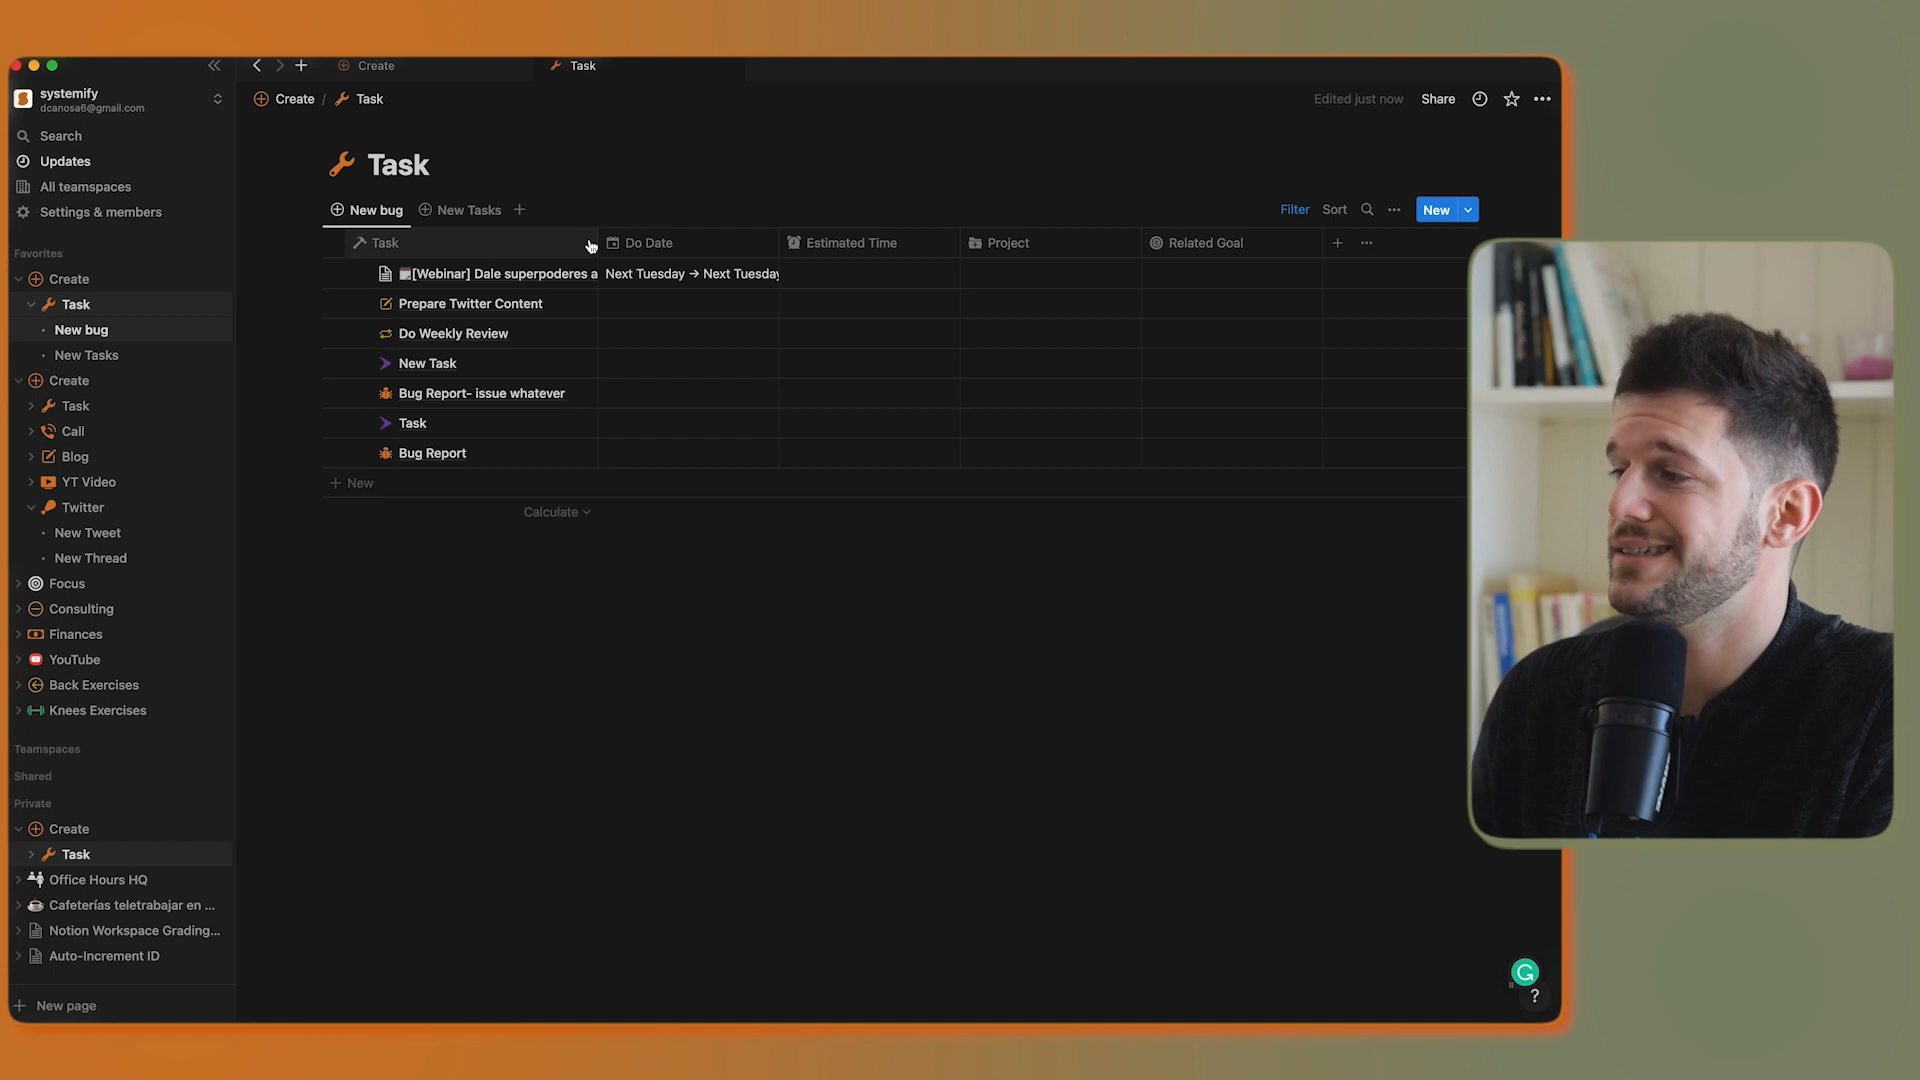 Create
Task
systemify
dcanosa6@gmail.com
Create / Task
Edited just now
Share
Search
Updates
All teamspaces
Settings & members
Task
New bug
New Tasks
Filter
Sort
New
Task
Do Date
Estimated Time
Project
Related Goal
[Webinar] Dale superpoderes a
Next Tuesday → Next Tuesday
Prepare Twitter Content
Do Weekly Review
New Task
Bug Report- issue whatever
Task
Bug Report
New
Calculate
Favorites
Create
Task
New bug
New Tasks
Create
Task
Call
Blog
YT Video
Twitter
New Tweet
New Thread
Focus
Consulting
Finances
YouTube
Back Exercises
Knees Exercises
Teamspaces
Shared
Private
Create
Task
Office Hours HQ
Cafeterías teletrabajar en ...
Notion Workspace Grading...
Auto-Increment ID
New page
?